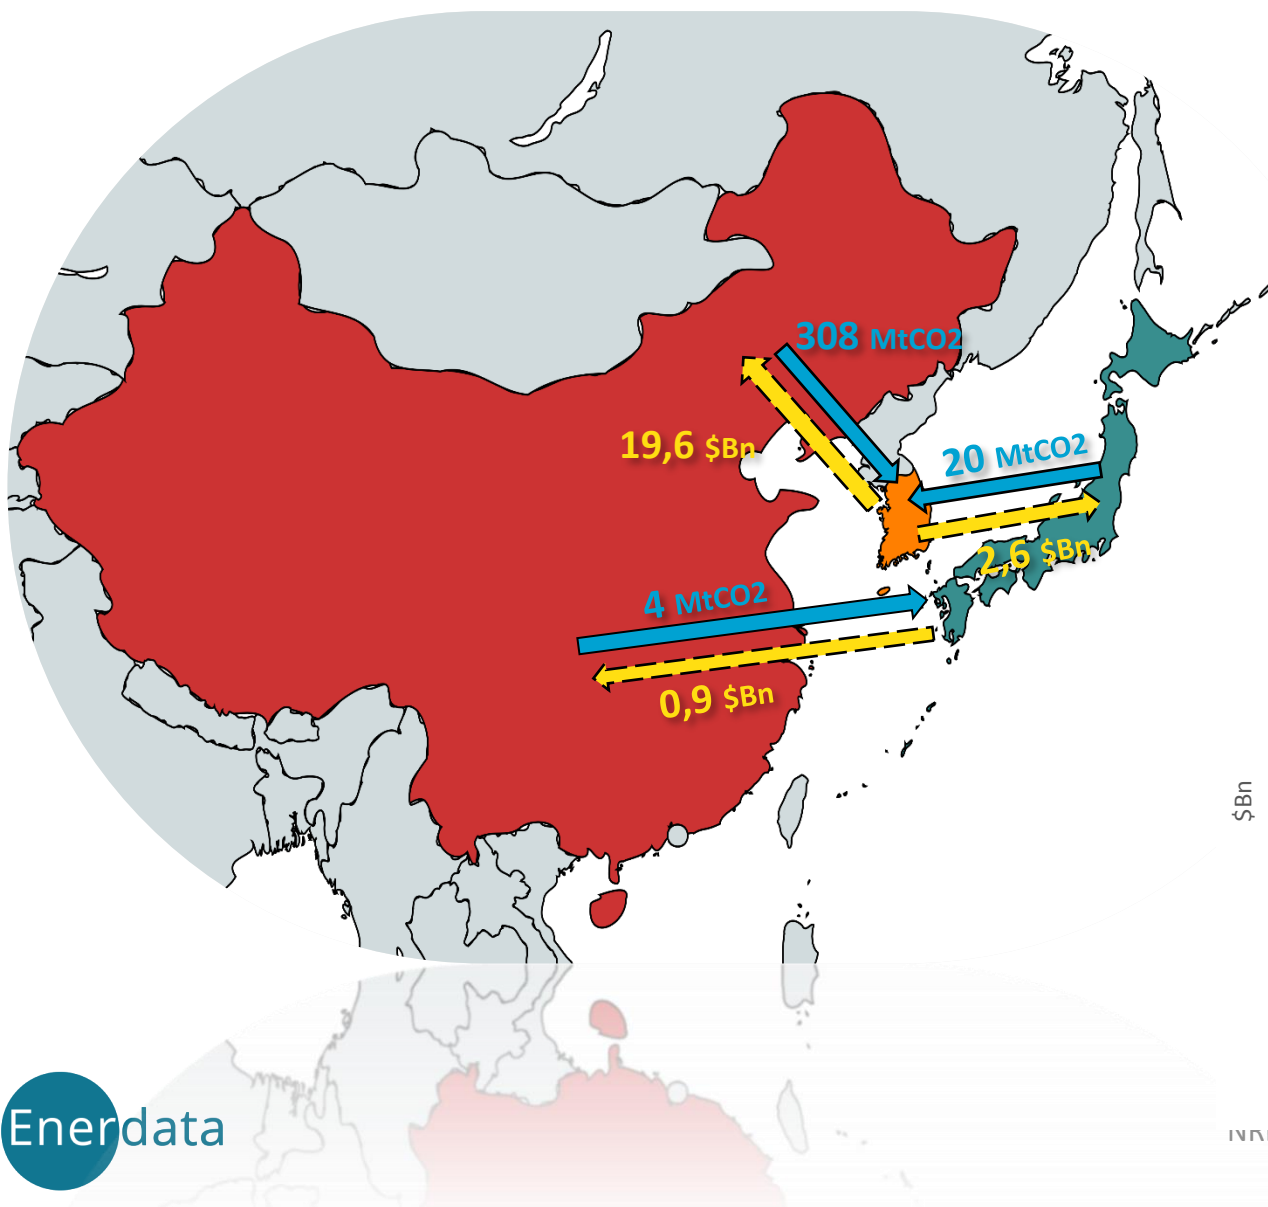 308 MtCO2
19,6 $Bn
20 MtCO2
2,6 $Bn
4 MtCO2
0,9 $Bn
$Bn
Enerdata